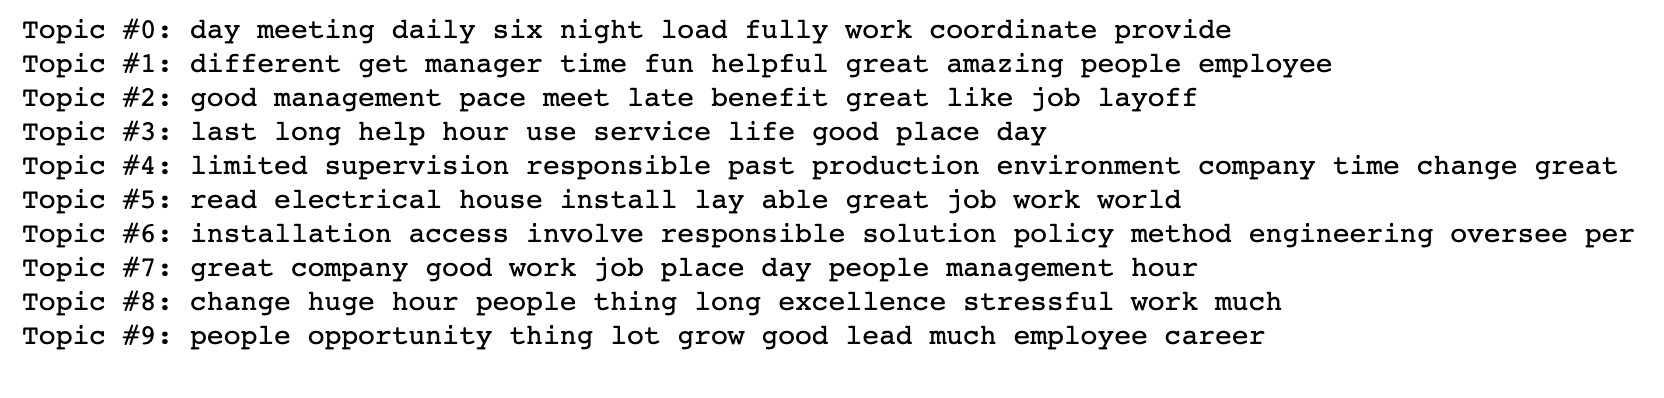 Topic #0: day meeting daily six night load fully work coordinate provide
Topic #1: different get manager time fun helpful great amazing people employee
Topic #2: good management pace meet late benefit great like job layoff
Topic #3: last long help hour use service life good place day
Topic #4: limited supervision responsible past production environment company time change great
Topic #5: read electrical house install lay able great job work world
Topic #6: installation access involve responsible solution policy method engineering oversee per
Topic #7: great company good work job place day people management hour
Topic #8: change huge hour people thing long excellence stressful work much
Topic #9: people opportunity thing lot grow good lead much employee career